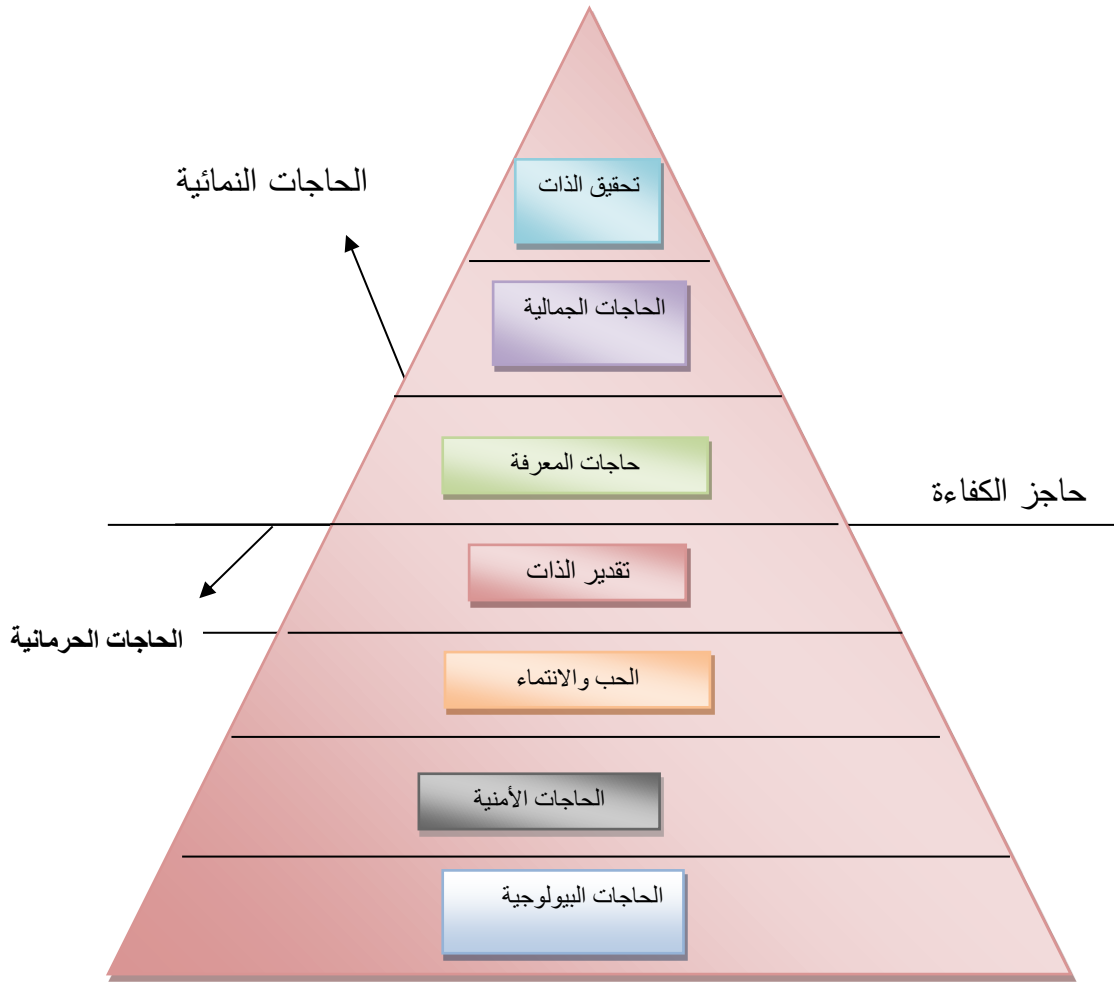 تحقيق الذات
الحاجات النمائية
الحاجات الجمالية
حاجات المعرفة
حاجز الكفاءة
تقدير الذات
الحاجات الحرمانية
الحب والانتماء
الحاجات الأمنية
الحاجات البيولوجية